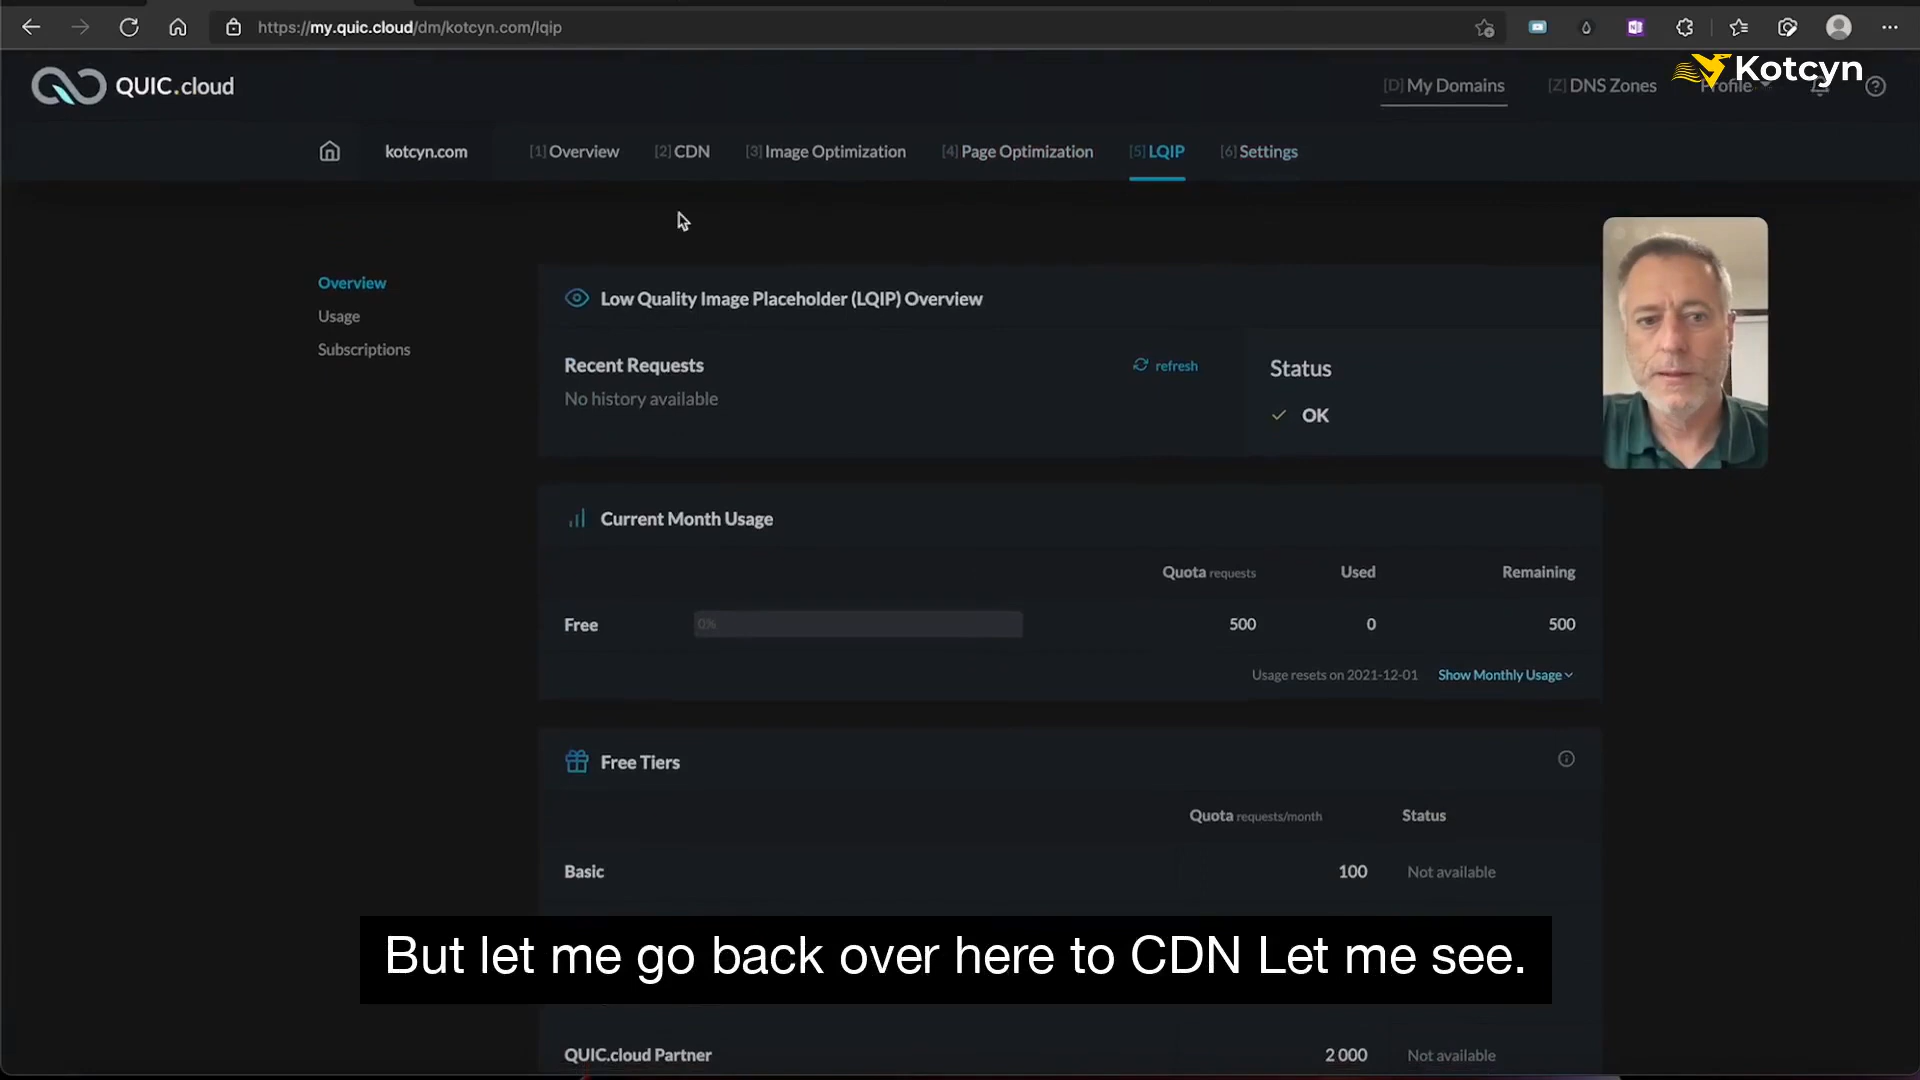 https://my.quic.cloud/dm/kotcyn.com/lqip
QUIC.cloud
[D] My Domains
[Z] DNS Zones
Profile
Kotcyn
kotcyn.com
[1] Overview
[2] CDN
[3] Image Optimization
[4] Page Optimization
[5] LQIP
[6] Settings
Overview
Usage
Subscriptions
Low Quality Image Placeholder (LQIP) Overview
Recent Requests
refresh
No history available
Status
OK
Current Month Usage
Quota requests Used Remaining
Free 0% 500 0 500
Usage resets on 2021-12-01 Show Monthly Usage
Free Tiers
Quota requests/month Status
Basic 100 Not available
But let me go back over here to CDN Let me see.
QUIC.cloud Partner 2 000 Not available